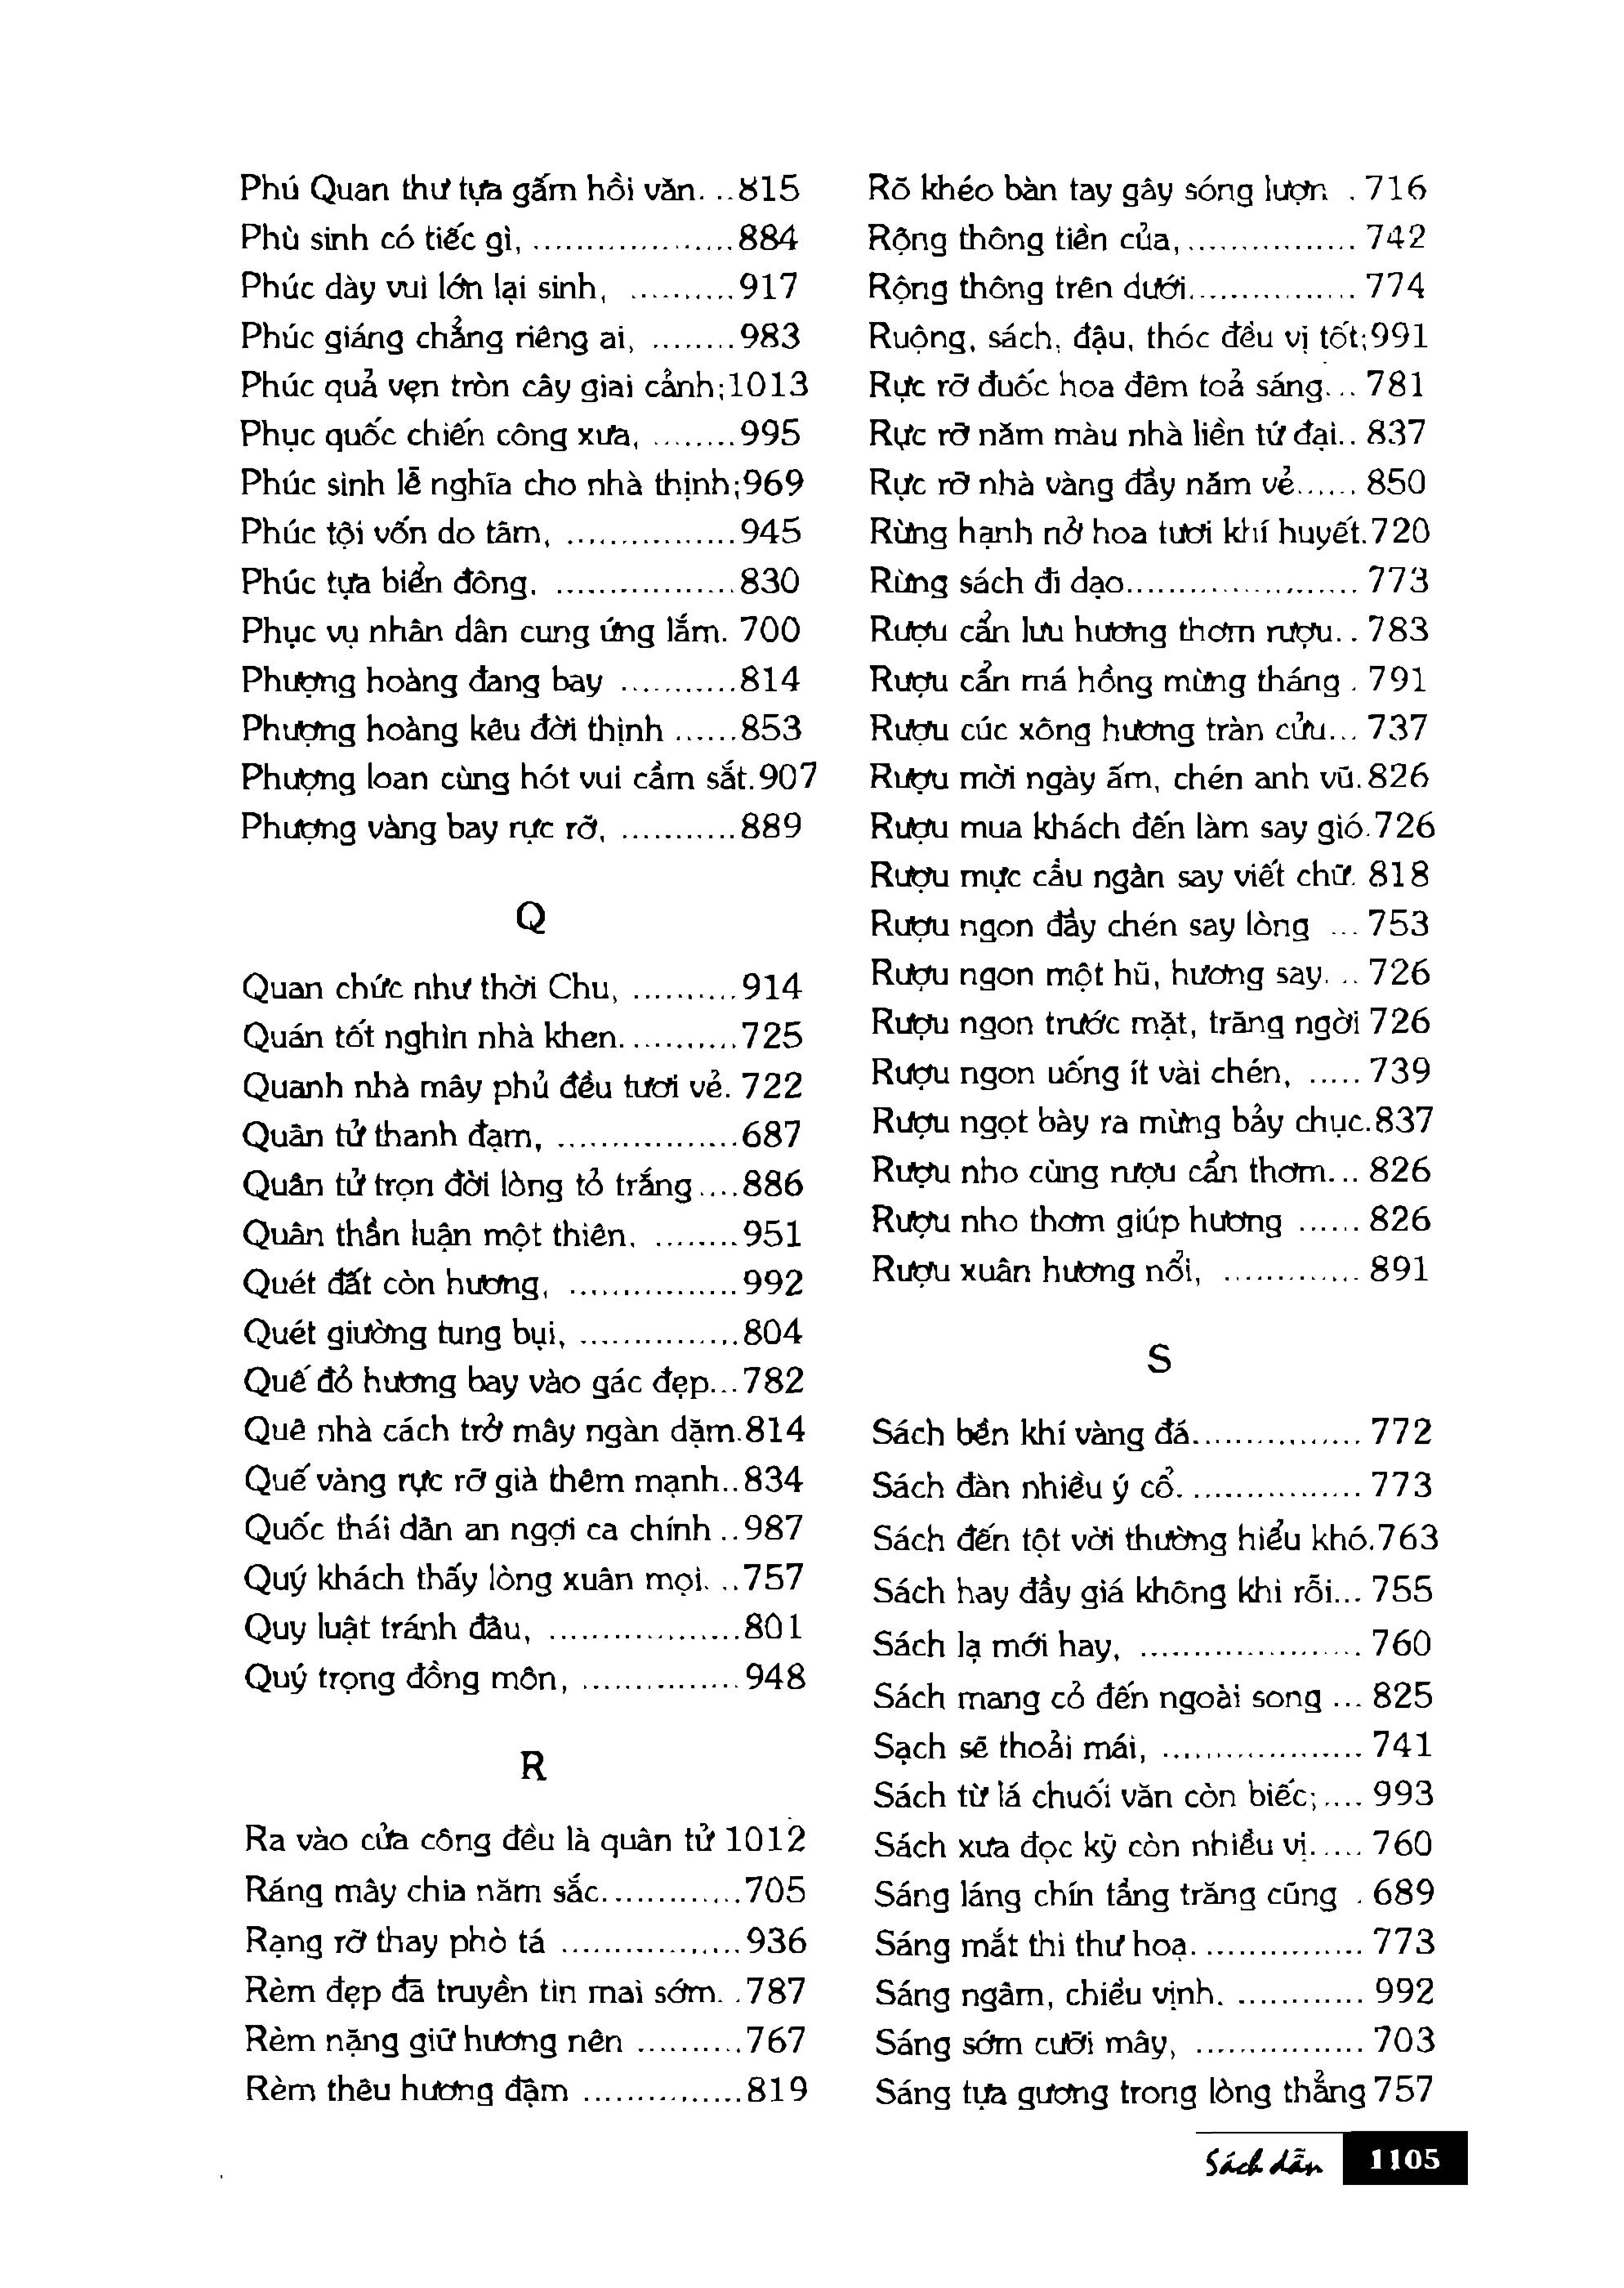 Phú Quan thư tựa gấm hồi văn. ..815
Phù sinh có tiếc gì, ...................884
Phúc dày vui lớn lại sinh, ..........917
Phúc giáng chẳng riêng ai, ........983
Phúc quả vẹn tròn cây giai cảnh;1013
Phục quốc chiến công xưa, ........995
Phúc sinh lễ nghĩa cho nhà thịnh;969
Phúc tội vốn do tâm, ................945
Phúc tựa biển đông, .................830
Phục vụ nhân dân cung ứng lắm. 700
Phượng hoàng đang bay ...........814
Phượng hoàng kêu đời thịnh ......853
Phượng loan cùng hót vui cầm sắt.907
Phượng vàng bay rực rỡ, ...........889
Q
Quan chức như thời Chu, ..........914
Quán tốt nghìn nhà khen...........725
Quanh nhà mây phủ đều tươi vẻ. 722
Quân tử thanh đạm, .................687
Quân tử trọn đời lòng tỏ trắng....886
Quân thần luận một thiên, ........951
Quét đất còn hương, ................992
Quét giường tung bụi, ...............804
Quế đỏ hương bay vào gác đẹp...782
Quê nhà cách trở mây ngàn dặm.814
Quế vàng rực rỡ già thêm mạnh..834
Quốc thái dân an ngợi ca chính ..987
Quý khách thấy lòng xuân mọi. ..757
Quy luật tránh đâu, ..................801
Quý trọng đồng môn, ...............948
R
Ra vào cửa công đều là quân tử 1012
Ráng mây chia năm sắc.............705
Rạng rỡ thay phò tá .................936
Rèm đẹp đã truyền tin mai sớm. .787
Rèm nặng giữ hương nên ..........767
Rèm thêu hương đậm ...............819
Rõ khéo bàn tay gây sóng lượn . 716
Rộng thông tiền của,................ 742
Rộng thông trên dưới................ 774
Ruộng, sách, đậu, thóc đều vị tốt;991
Rực rỡ đuốc hoa đêm toả sáng... 781
Rực rỡ năm màu nhà liền tứ đại.. 837
Rực rỡ nhà vàng đầy năm vẻ...... 850
Rừng hạnh nở hoa tươi khí huyết.720
Rừng sách đi dạo...................... 773
Rượu cẩn lưu hương thơm rượu. . 783
Rượu cẩn má hồng mừng tháng . 791
Rượu cúc xông hương tràn cửu... 737
Rượu mời ngày ấm, chén anh vũ.826
Rượu mua khách đến làm say gió.726
Rượu mực cầu ngàn say viết chữ. 818
Rượu ngon đầy chén say lòng ... 753
Rượu ngon một hũ, hương say. .. 726
Rượu ngon trước mặt, trăng ngời 726
Rượu ngon uống ít vài chén, ..... 739
Rượu ngọt bày ra mừng bảy chục.837
Rượu nho cùng rượu cẩn thơm... 826
Rượu nho thơm giúp hương ...... 826
Rượu xuân hương nổi, ............. 891
S
Sách bền khí vàng đá................ 772
Sách đàn nhiều ý cổ. ................ 773
Sách đến tột vời thường hiểu khó.763
Sách hay đầy giá không khi rỗi... 755
Sách lạ mới hay, ..................... 760
Sách mang cỏ đến ngoài song ... 825
Sạch sẽ thoải mái, ................... 741
Sách từ lá chuối văn còn biếc;.... 993
Sách xưa đọc kỹ còn nhiều vị..... 760
Sáng láng chín tầng trăng cũng . 689
Sáng mắt thi thư hoạ. ............... 773
Sáng ngâm, chiều vịnh. ............ 992
Sáng sớm cưỡi mây, ................ 703
Sáng tựa gương trong lòng thẳng 757
Sách dẫn 1105